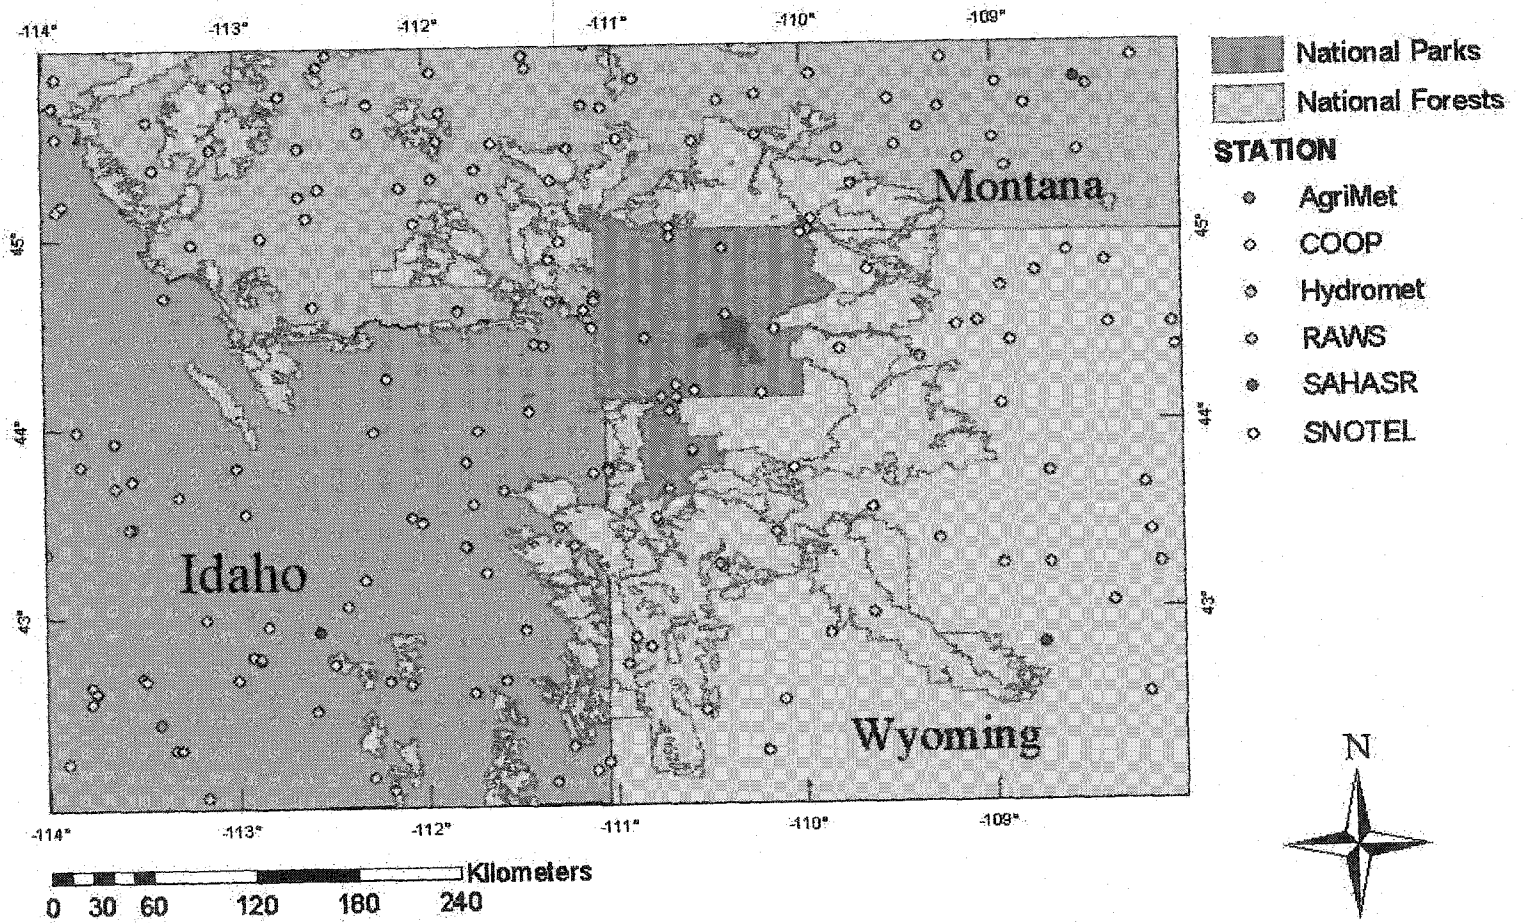 -114° -113° -112° -111° -110° -109°
National Parks
National Forests
STATION
AgriMet
COOP
Hydromet
RAWS
SAHASR
SNOTEL
Montana
Idaho
Wyoming
45° 45°
44° 44°
43° 43°
-114° -113° -112° -111° -110° -109°
N
Kilometers
0 30 60 120 180 240